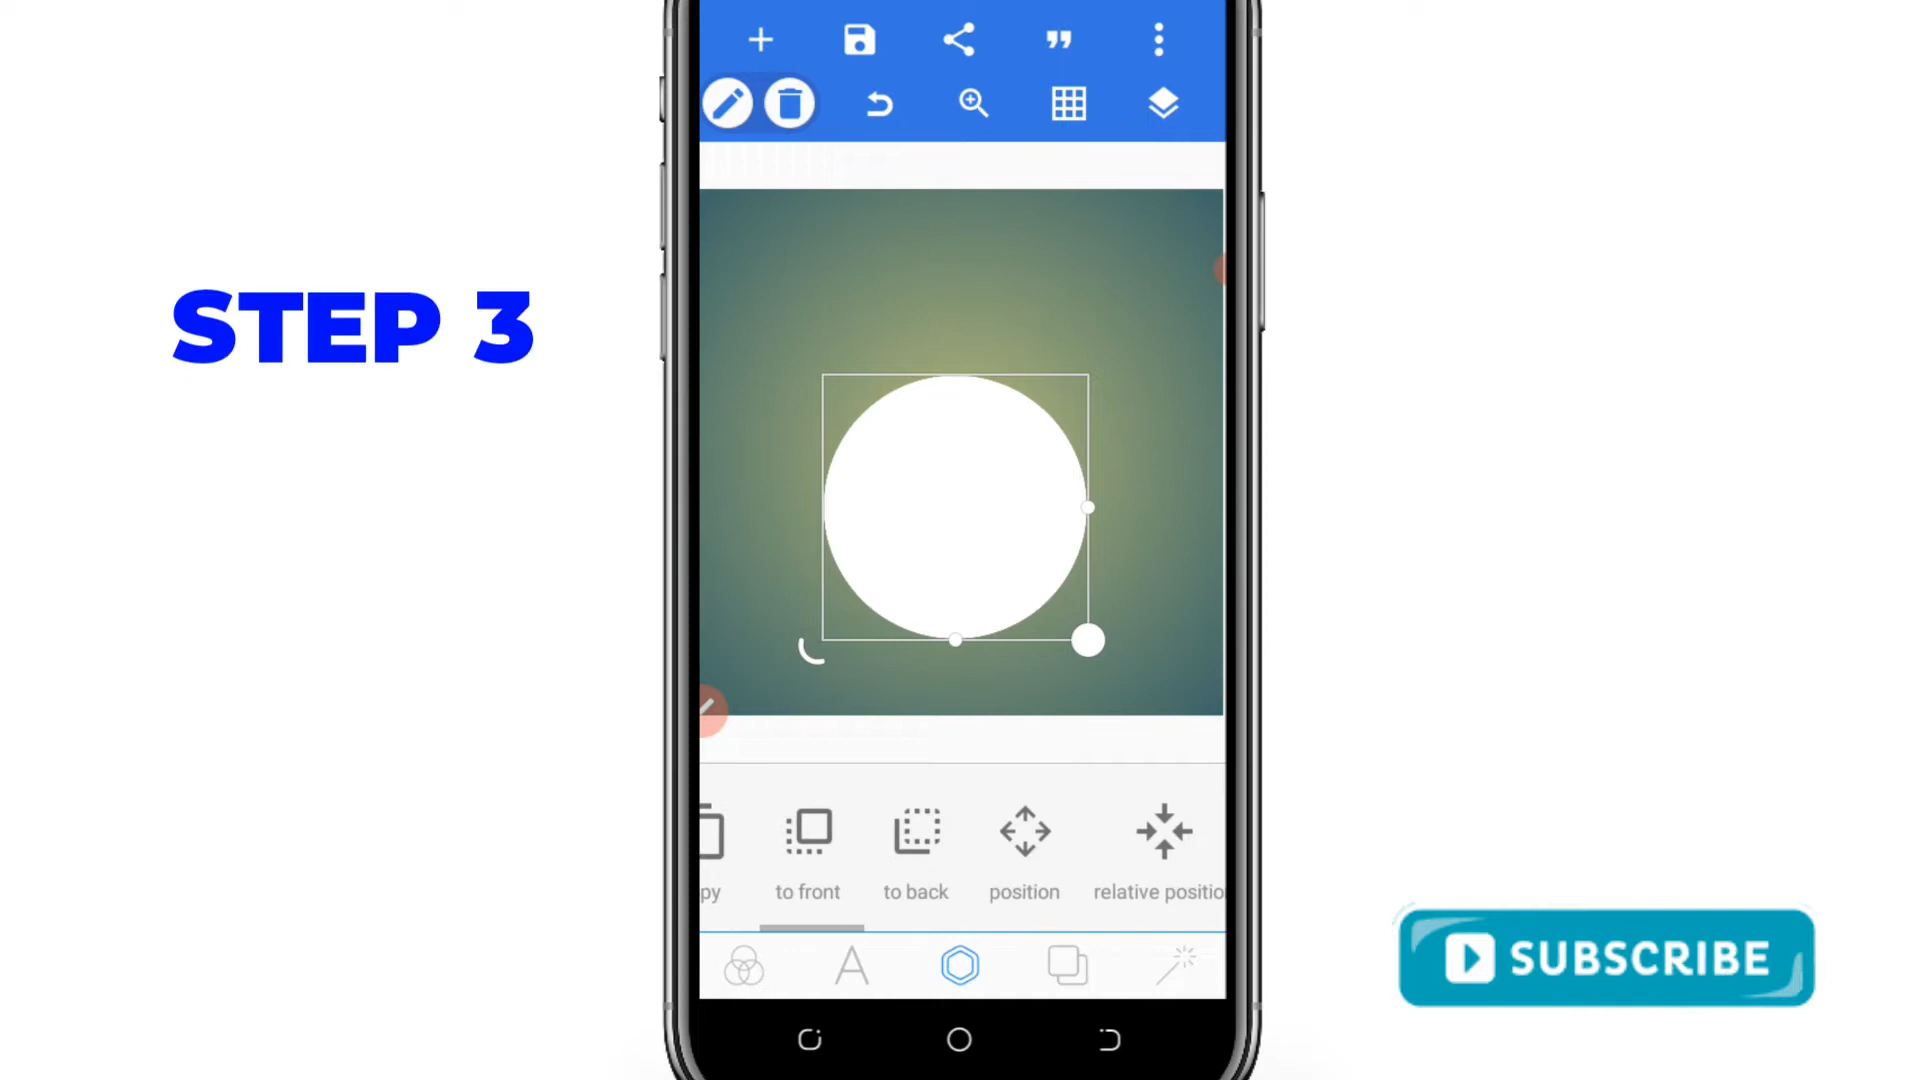 STEP 3
py
to front
to back
position
relative positio
SUBSCRIBE